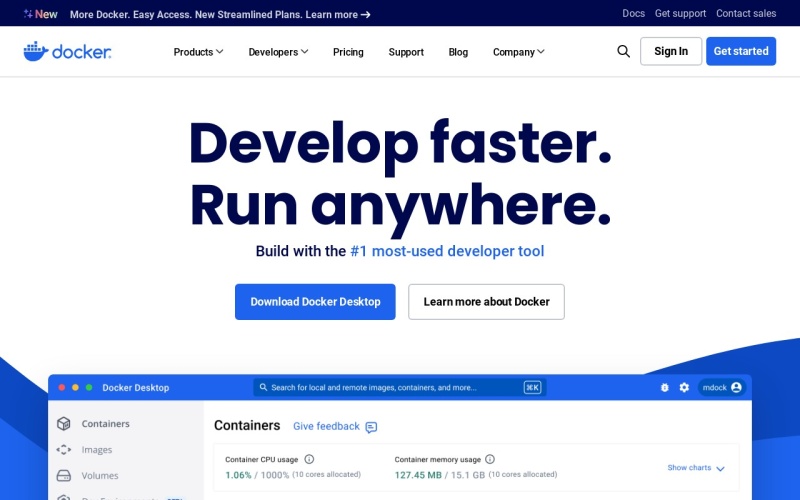 New More Docker. Easy Access. New Streamlined Plans. Learn more
Docs Get support Contact sales
docker
Products Developers Pricing Support Blog Company Sign In Get started
Develop faster.
Run anywhere.
Build with the #1 most-used developer tool
Download Docker Desktop Learn more about Docker
Docker Desktop Search for local and remote images, containers, and more... ⌘K mdock
Containers
Images
Volumes
Containers Give feedback
Container CPU usage
1.06% / 1000% (10 cores allocated)
Container memory usage
127.45 MB / 15.1 GB (10 cores allocated)
Show charts